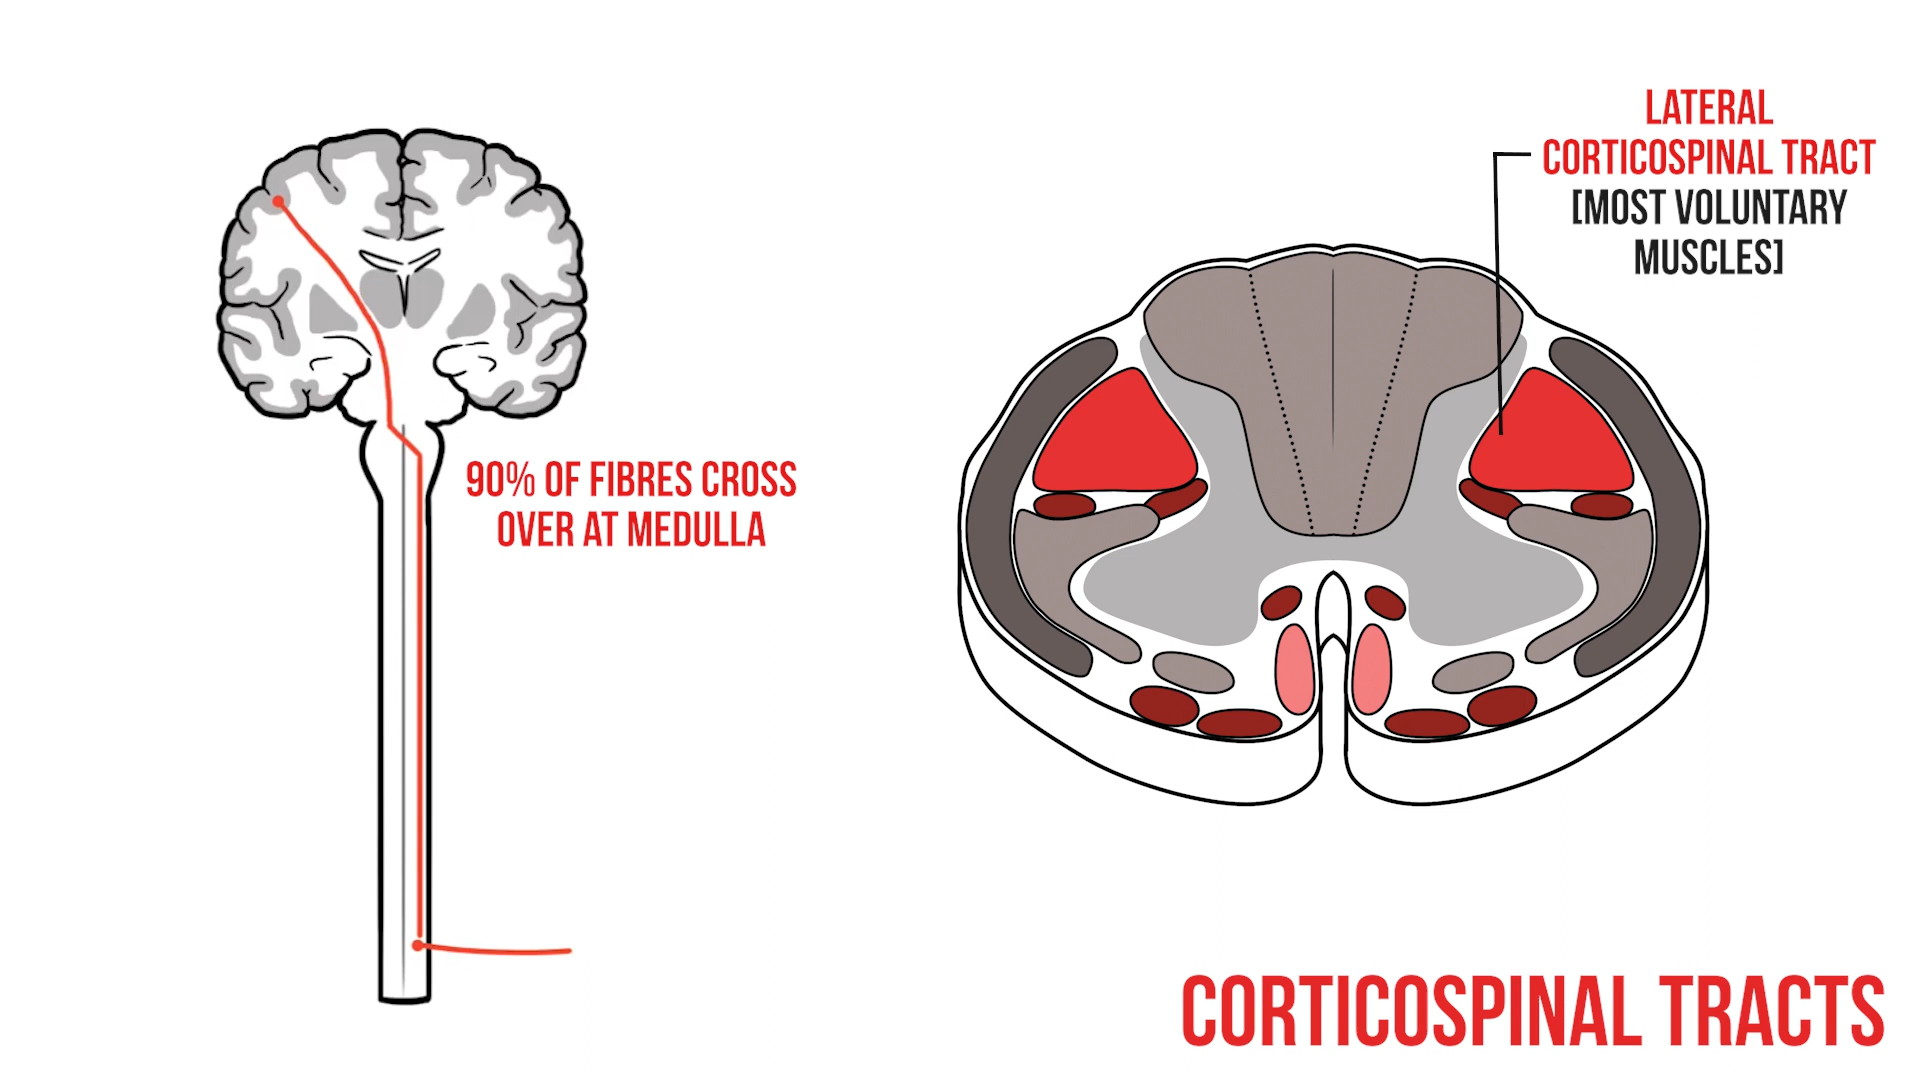 LATERAL
CORTICOSPINAL TRACT
[MOST VOLUNTARY
MUSCLES]
90% OF FIBRES CROSS
OVER AT MEDULLA
CORTICOSPINAL TRACTS